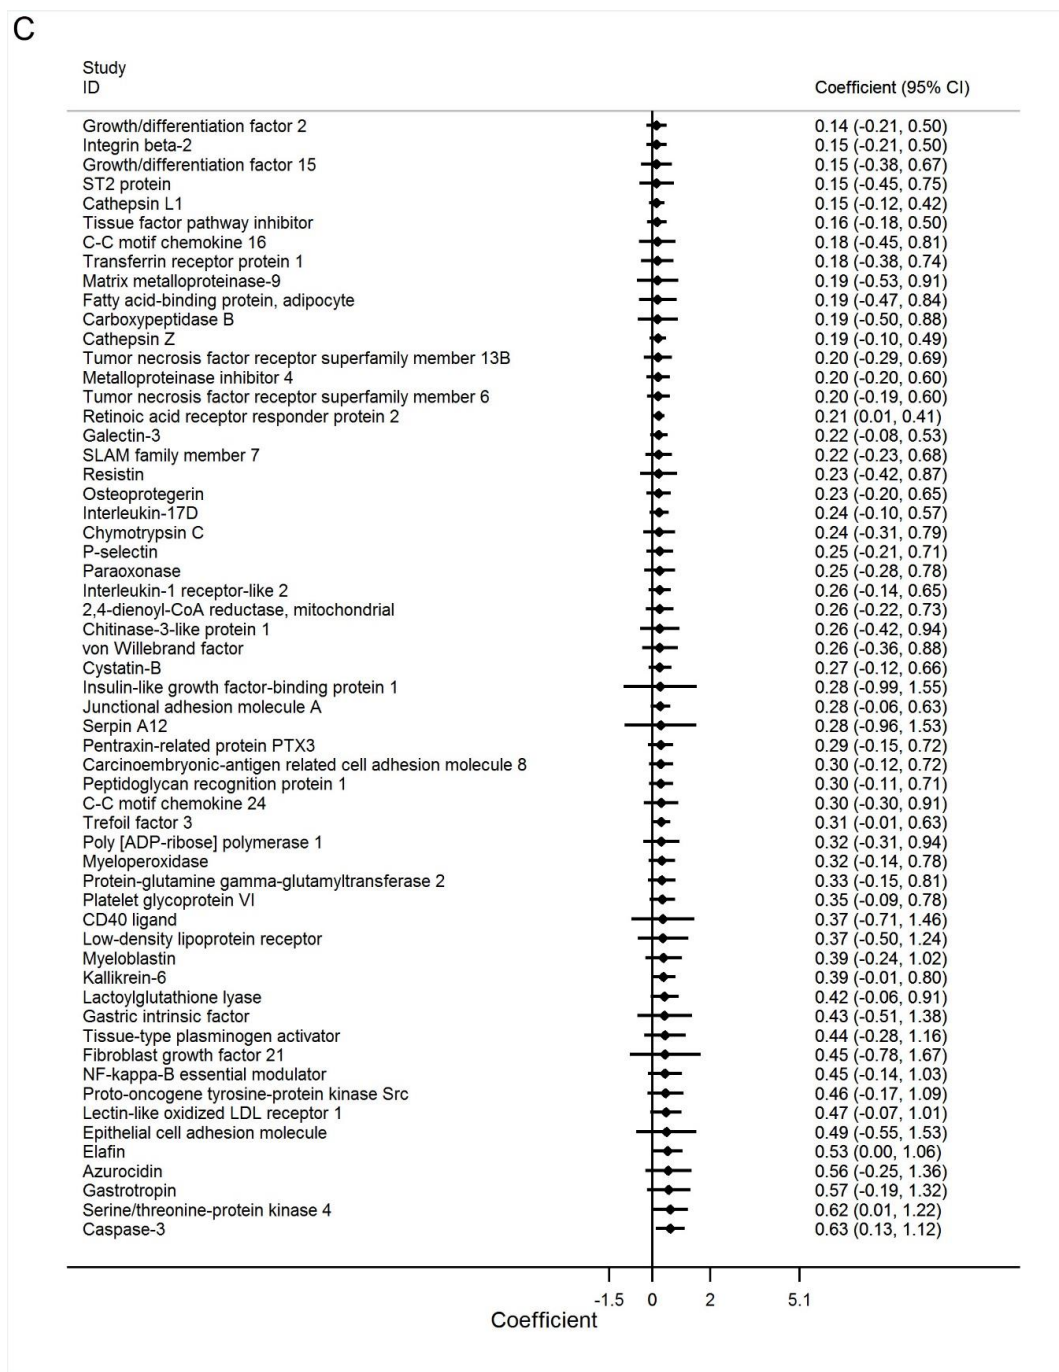 C
Study
ID Coefficient (95% CI)
Growth/differentiation factor 2 0.14 (-0.21, 0.50)
Integrin beta-2 0.15 (-0.21, 0.50)
Growth/differentiation factor 15 0.15 (-0.38, 0.67)
ST2 protein 0.15 (-0.45, 0.75)
Cathepsin L1 0.15 (-0.12, 0.42)
Tissue factor pathway inhibitor 0.16 (-0.18, 0.50)
C-C motif chemokine 16 0.18 (-0.45, 0.81)
Transferrin receptor protein 1 0.18 (-0.38, 0.74)
Matrix metalloproteinase-9 0.19 (-0.53, 0.91)
Fatty acid-binding protein, adipocyte 0.19 (-0.47, 0.84)
Carboxypeptidase B 0.19 (-0.50, 0.88)
Cathepsin Z 0.19 (-0.10, 0.49)
Tumor necrosis factor receptor superfamily member 13B 0.20 (-0.29, 0.69)
Metalloproteinase inhibitor 4 0.20 (-0.20, 0.60)
Tumor necrosis factor receptor superfamily member 6 0.20 (-0.19, 0.60)
Retinoic acid receptor responder protein 2 0.21 (0.01, 0.41)
Galectin-3 0.22 (-0.08, 0.53)
SLAM family member 7 0.22 (-0.23, 0.68)
Resistin 0.23 (-0.42, 0.87)
Osteoprotegerin 0.23 (-0.20, 0.65)
Interleukin-17D 0.24 (-0.10, 0.57)
Chymotrypsin C 0.24 (-0.31, 0.79)
P-selectin 0.25 (-0.21, 0.71)
Paraoxonase 0.25 (-0.28, 0.78)
Interleukin-1 receptor-like 2 0.26 (-0.14, 0.65)
2,4-dienoyl-CoA reductase, mitochondrial 0.26 (-0.22, 0.73)
Chitinase-3-like protein 1 0.26 (-0.42, 0.94)
von Willebrand factor 0.26 (-0.36, 0.88)
Cystatin-B 0.27 (-0.12, 0.66)
Insulin-like growth factor-binding protein 1 0.28 (-0.99, 1.55)
Junctional adhesion molecule A 0.28 (-0.06, 0.63)
Serpin A12 0.28 (-0.96, 1.53)
Pentraxin-related protein PTX3 0.29 (-0.15, 0.72)
Carcinoembryonic-antigen related cell adhesion molecule 8 0.30 (-0.12, 0.72)
Peptidoglycan recognition protein 1 0.30 (-0.11, 0.71)
C-C motif chemokine 24 0.30 (-0.30, 0.91)
Trefoil factor 3 0.31 (-0.01, 0.63)
Poly [ADP-ribose] polymerase 1 0.32 (-0.31, 0.94)
Myeloperoxidase 0.32 (-0.14, 0.78)
Protein-glutamine gamma-glutamyltransferase 2 0.33 (-0.15, 0.81)
Platelet glycoprotein VI 0.35 (-0.09, 0.78)
CD40 ligand 0.37 (-0.71, 1.46)
Low-density lipoprotein receptor 0.37 (-0.50, 1.24)
Myeloblastin 0.39 (-0.24, 1.02)
Kallikrein-6 0.39 (-0.01, 0.80)
Lactoylglutathione lyase 0.42 (-0.06, 0.91)
Gastric intrinsic factor 0.43 (-0.51, 1.38)
Tissue-type plasminogen activator 0.44 (-0.28, 1.16)
Fibroblast growth factor 21 0.45 (-0.78, 1.67)
NF-kappa-B essential modulator 0.45 (-0.14, 1.03)
Proto-oncogene tyrosine-protein kinase Src 0.46 (-0.17, 1.09)
Lectin-like oxidized LDL receptor 1 0.47 (-0.07, 1.01)
Epithelial cell adhesion molecule 0.49 (-0.55, 1.53)
Elafin 0.53 (0.00, 1.06)
Azurocidin 0.56 (-0.25, 1.36)
Gastrotropin 0.57 (-0.19, 1.32)
Serine/threonine-protein kinase 4 0.62 (0.01, 1.22)
Caspase-3 0.63 (0.13, 1.12)
-1.5 0 2 5.1
Coefficient